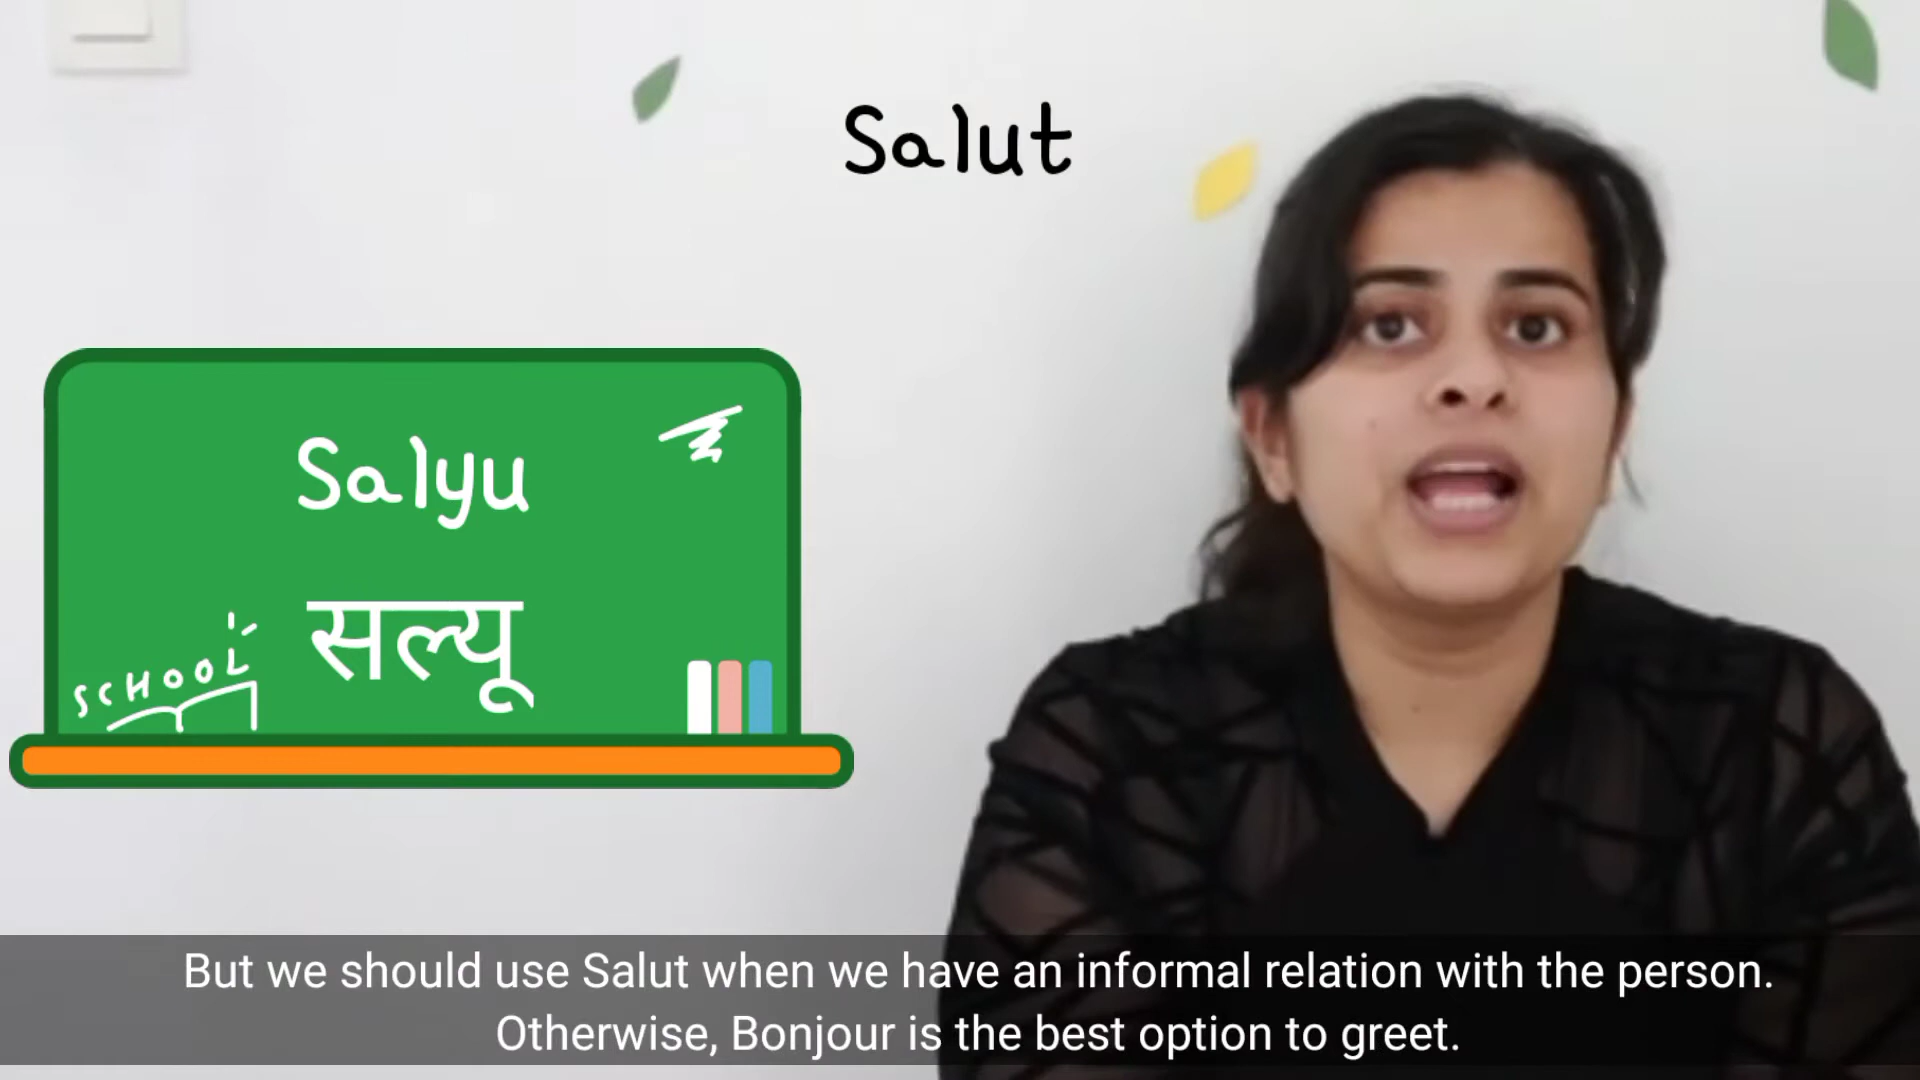 Salut
Salyu
सल्यू
SCHOOL
But we should use Salut when we have an informal relation with the person.
Otherwise, Bonjour is the best option to greet.